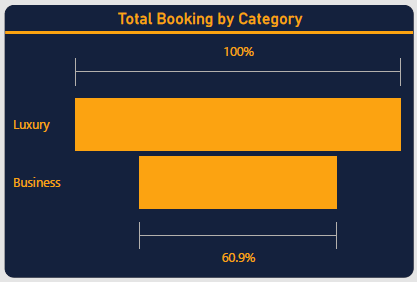 Total Booking by Category
100%
Luxury
Business
60.9%